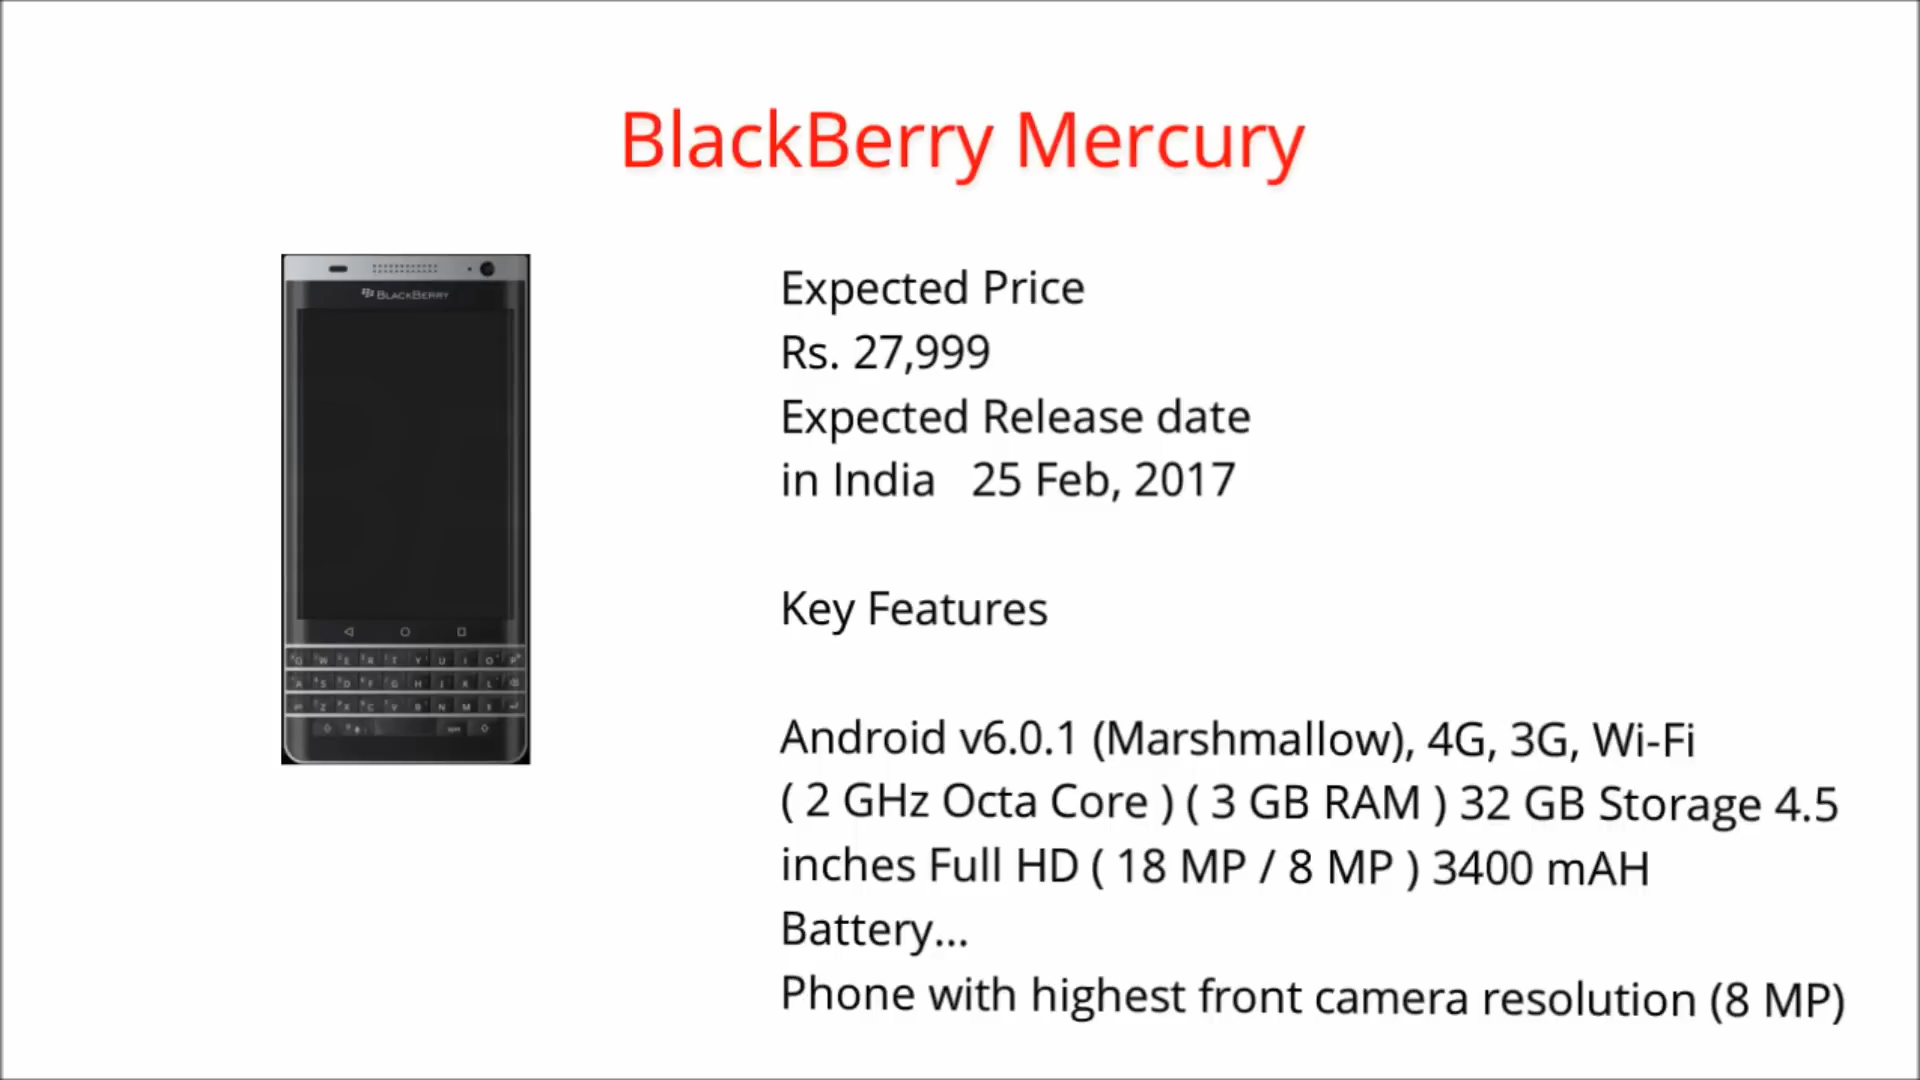 BlackBerry Mercury
BLACKBERRY
Expected Price
Rs. 27,999
Expected Release date
in India 25 Feb, 2017
Key Features
Android v6.0.1 (Marshmallow), 4G, 3G, Wi-Fi
( 2 GHz Octa Core ) ( 3 GB RAM ) 32 GB Storage 4.5
inches Full HD ( 18 MP / 8 MP ) 3400 mAH
Battery...
Phone with highest front camera resolution (8 MP)